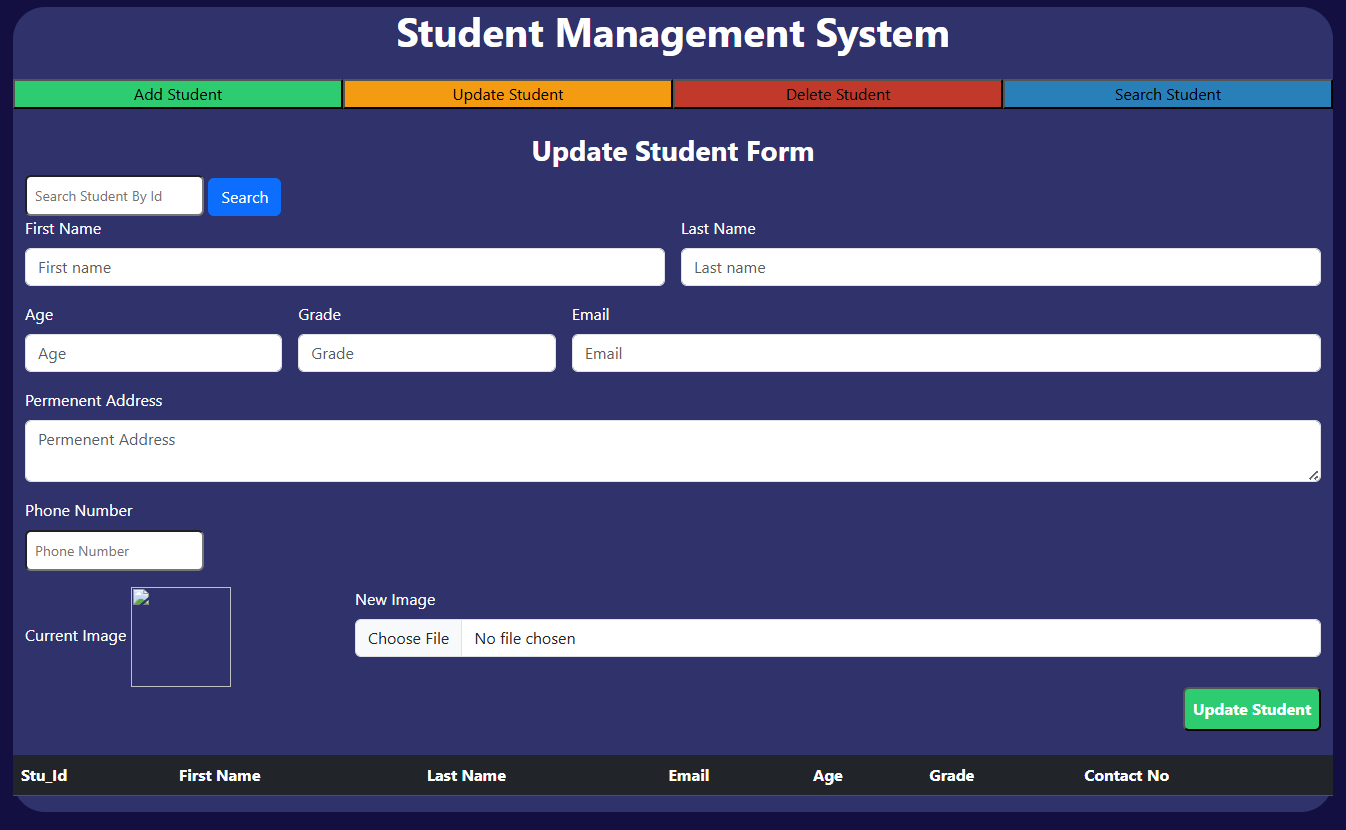 Student Management System
Add Student Update Student Delete Student Search Student
Update Student Form
Search Student By Id Search
First Name Last Name
First name Last name
Age Grade Email
Age Grade Email
Permenent Address
Permenent Address
Phone Number
Phone Number
New Image
Current Image Choose File No file chosen
Update Student
Stu_Id First Name Last Name Email Age Grade Contact No